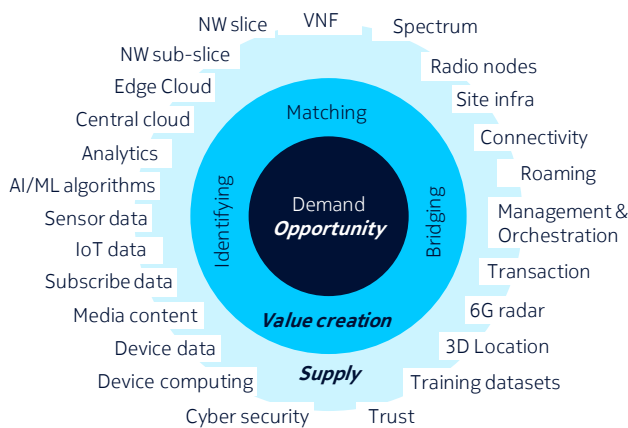 NW slice
VNF
Spectrum
NW sub-slice
Radio nodes
Edge Cloud
Site infra
Central cloud
Matching
Connectivity
Analytics
Roaming
AI/ML algorithms
Identifying
Demand
Opportunity
Bridging
Management &
Orchestration
Sensor data
IoT data
Transaction
Subscribe data
6G radar
Media content
Value creation
Device data
3D Location
Device computing
Supply
Training datasets
Cyber security
Trust